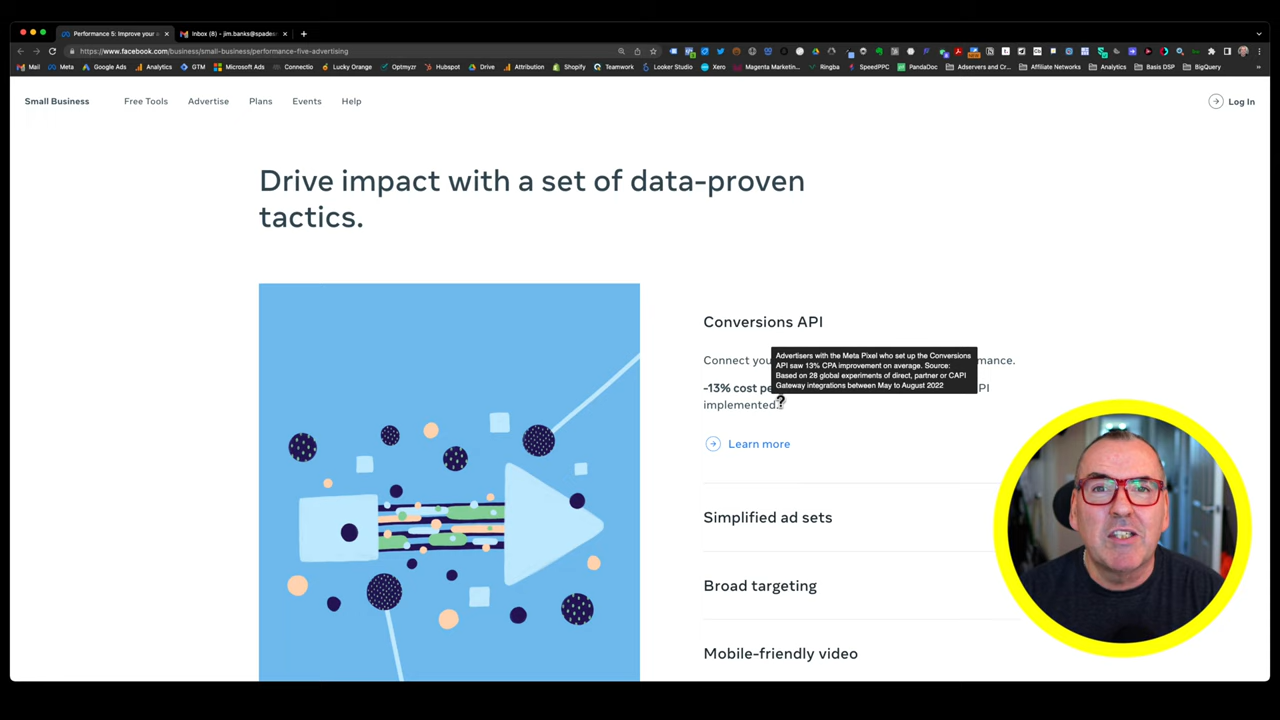 Performance 5: Improve your a
Inbox (8) - jim.banks@spades
https://www.facebook.com/business/small-business/performance-five-advertising
Mail Meta Google Ads Analytics GTM Microsoft Ads Connectio Lucky Orange Optmyzr Hubspot Drive Attribution Shopify Teamwork Looker Studio Xero Magenta Marketin... Ringba SpeedPPC PandaDoc Adservers and Cr... Affiliate Networks Analytics Basis DSP BigQuery
Small Business Free Tools Advertise Plans Events Help Log In
Drive impact with a set of data-proven
tactics.
Conversions API
Connect you
mance.
Advertisers with the Meta Pixel who set up the Conversions
API saw 13% CPA improvement on average. Source:
Based on 28 global experiments of direct, partner or CAPI
Gateway integrations between May to August 2022
-13% cost pe
PI
implemented.
Learn more
Simplified ad sets
Broad targeting
Mobile-friendly video